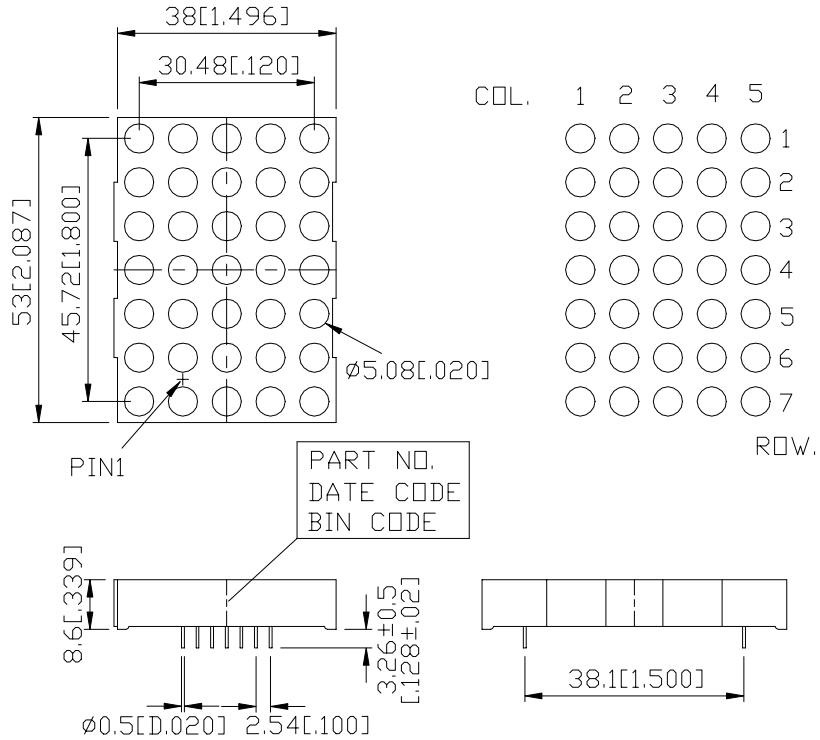 38[1.496]
30.48[.120]
COL. 1 2 3 4 5
1
2
3
4
5
6
7
ROW.
53[2.087]
45.72[1.800]
ø5.08[.020]
PIN1
PART NO.
DATE CODE
BIN CODE
8.6[.339]
3.26±0.5
[.128±.02]
38.1[1.500]
ø0.5[D.020] 2.54[.100]